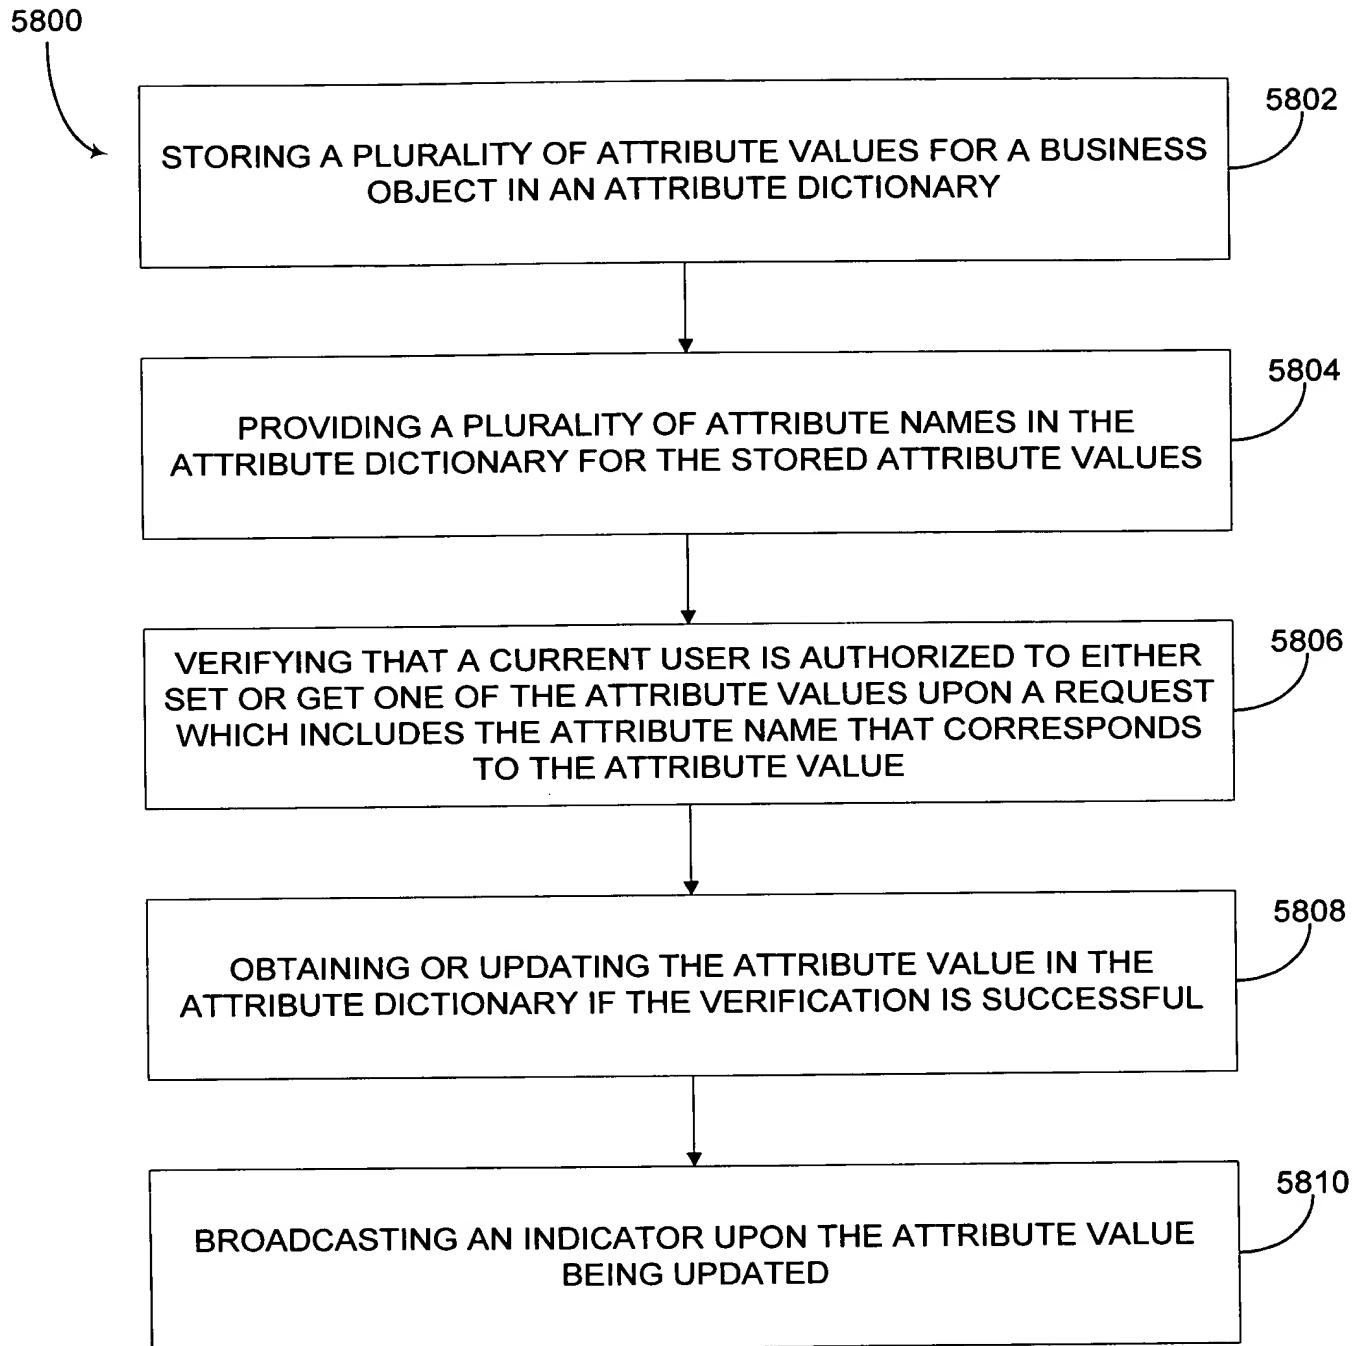 5800
5802
STORING A PLURALITY OF ATTRIBUTE VALUES FOR A BUSINESS
OBJECT IN AN ATTRIBUTE DICTIONARY
5804
PROVIDING A PLURALITY OF ATTRIBUTE NAMES IN THE
ATTRIBUTE DICTIONARY FOR THE STORED ATTRIBUTE VALUES
5806
VERIFYING THAT A CURRENT USER IS AUTHORIZED TO EITHER
SET OR GET ONE OF THE ATTRIBUTE VALUES UPON A REQUEST
WHICH INCLUDES THE ATTRIBUTE NAME THAT CORRESPONDS
TO THE ATTRIBUTE VALUE
5808
OBTAINING OR UPDATING THE ATTRIBUTE VALUE IN THE
ATTRIBUTE DICTIONARY IF THE VERIFICATION IS SUCCESSFUL
5810
BROADCASTING AN INDICATOR UPON THE ATTRIBUTE VALUE
BEING UPDATED